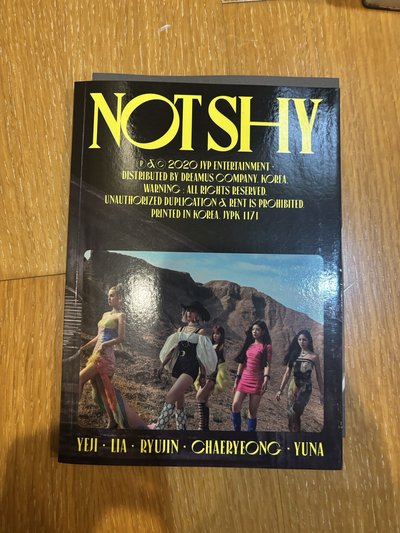 NOT SHY
Ⓟ & © 2020 JYP ENTERTAINMENT.
DISTRIBUTED BY DREAMUS COMPANY, KOREA.
WARNING : ALL RIGHTS RESERVED.
UNAUTHORIZED DUPLICATION & RENT IS PROHIBITED.
PRINTED IN KOREA. JYPK 1171
YEJI · LIA · RYUJIN · CHAERYEONG · YUNA